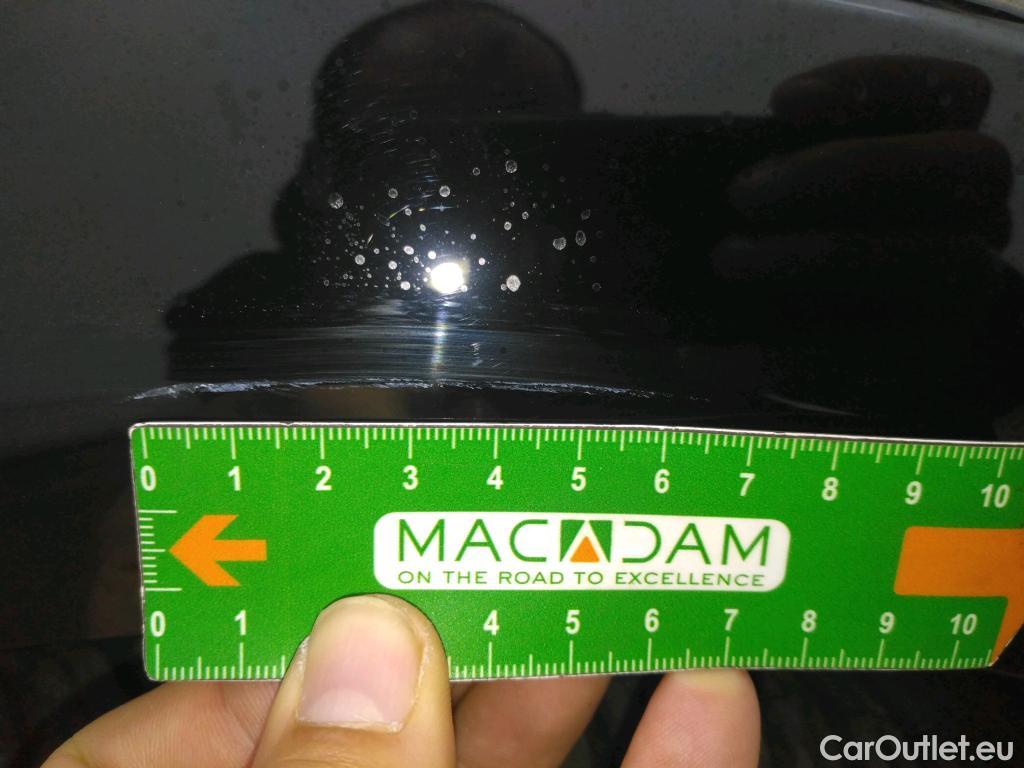 0 1 2 3 4 5 6 7 8 9 10
MACADAM
ON THE ROAD TO EXCELLENCE
0 1 4 5 6 7 8 9 10
CarOutlet.eu